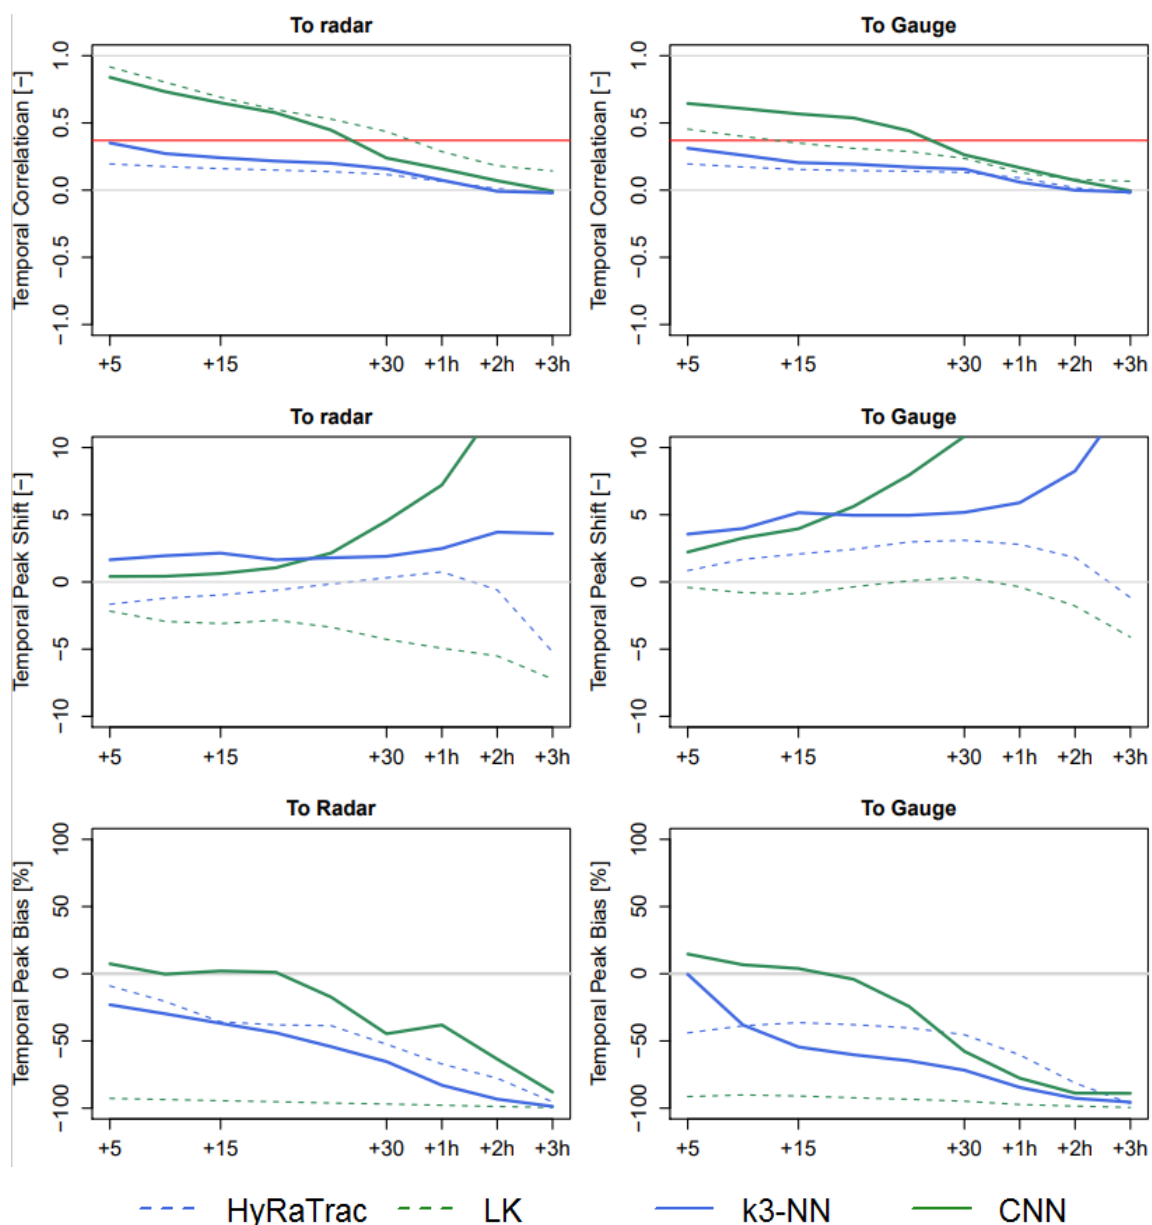 To radar
To Gauge
Temporal Correlatioan [−]
1.0
0.5
0.0
−0.5
−1.0
+5 +15 +30 +1h +2h +3h
Temporal Correlatioan [−]
1.0
0.5
0.0
−0.5
−1.0
+5 +15 +30 +1h +2h +3h
To radar
To Gauge
Temporal Peak Shift [−]
10
5
0
−5
−10
+5 +15 +30 +1h +2h +3h
Temporal Peak Shift [−]
10
5
0
−5
−10
+5 +15 +30 +1h +2h +3h
To Radar
To Gauge
Temporal Peak Bias [%]
100
50
0
−50
−100
+5 +15 +30 +1h +2h +3h
Temporal Peak Bias [%]
100
50
0
−50
−100
+5 +15 +30 +1h +2h +3h
HyRaTrac LK k3-NN CNN